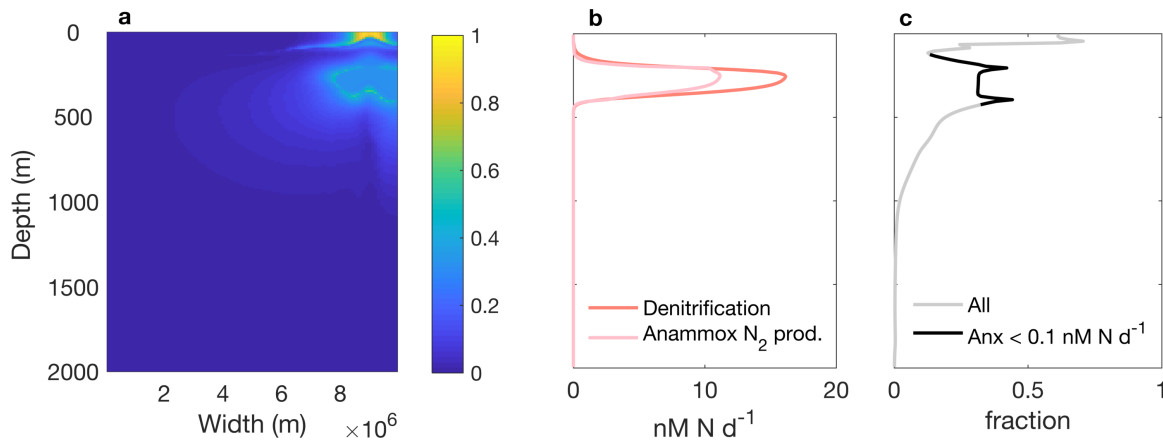 a
b
c
0
500
1000
1500
2000
Depth (m)
2
4
6
8
×10^6
Width (m)
1
0.8
0.6
0.4
0.2
0
Denitrification
Anammox N₂ prod.
0
10
20
nM N d⁻¹
All
Anx < 0.1 nM N d⁻¹
0
0.5
1
fraction